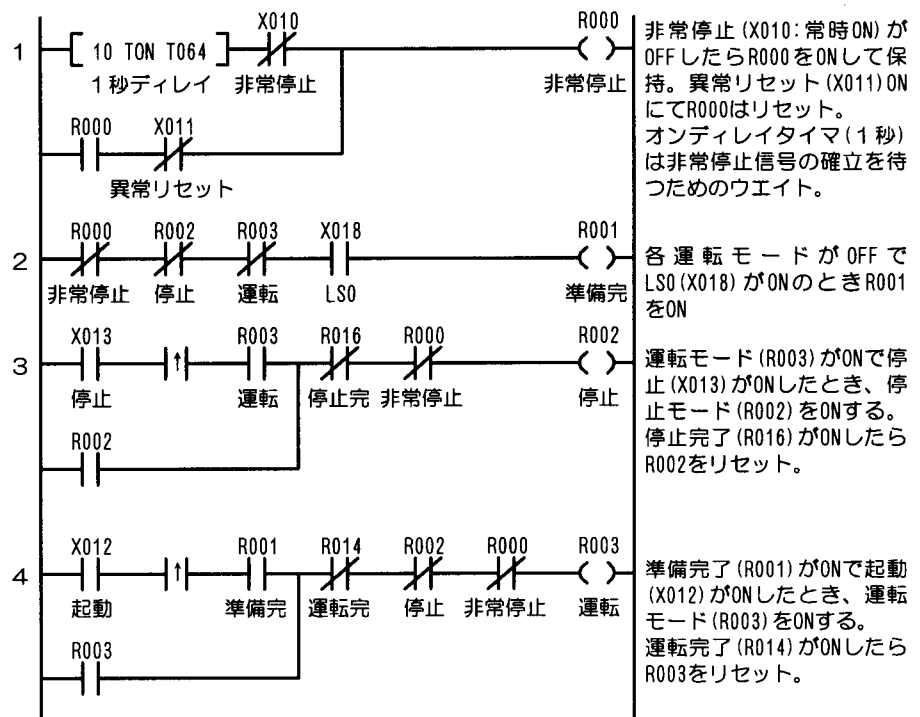 1
10 TON T064
X010
R000
1秒ディレイ
非常停止
非常停止
R000
X011
異常リセット
非常停止(X010:常時ON)が
OFFしたらR000をONして保
持。異常リセット(X011)ON
にてR000はリセット。
オンディレイタイマ(1秒)
は非常停止信号の確立を待
つためのウエイト。
2
R000
R002
R003
X018
R001
非常停止
停止
運転
LS0
準備完
各運転モードがOFFで
LS0(X018)がONのときR001
をON
3
X013
↑
R003
R016
R000
R002
停止
運転
停止完
非常停止
停止
R002
運転モード(R003)がONで停
止(X013)がONしたとき、停
止モード(R002)をONする。
停止完了(R016)がONしたら
R002をリセット。
4
X012
↑
R001
R014
R002
R000
R003
起動
準備完
運転完
停止
非常停止
運転
R003
準備完了(R001)がONで起動
(X012)がONしたとき、運転
モード(R003)をONする。
運転完了(R014)がONしたら
R003をリセット。